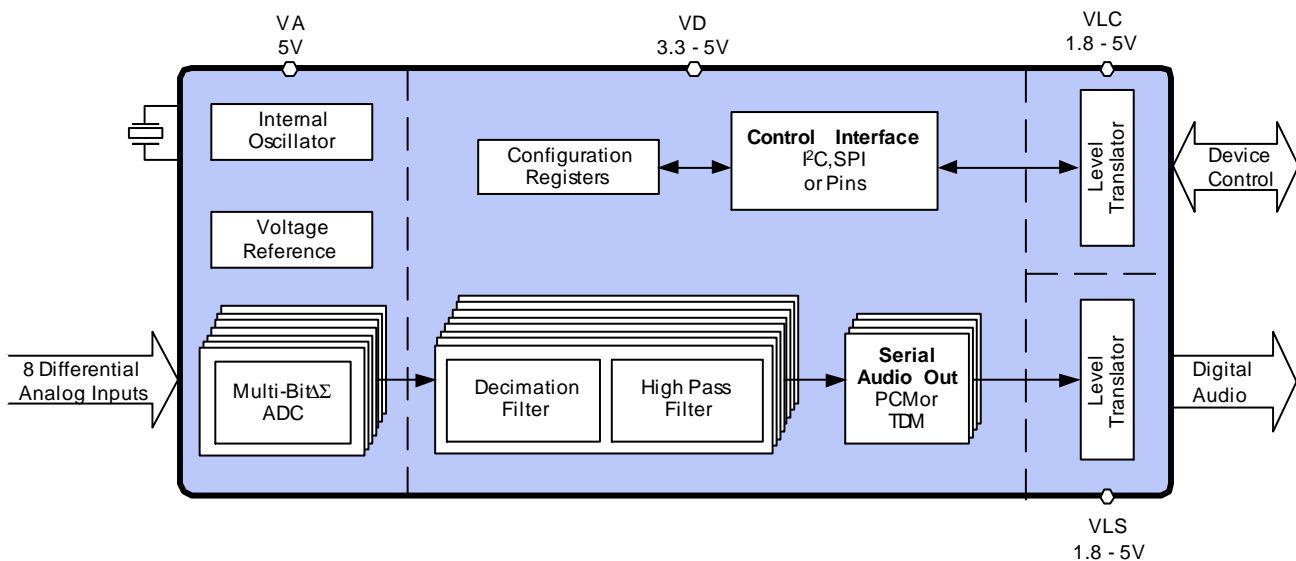 VA
5V
VD
3.3 - 5V
VLC
1.8 - 5V
Internal
Oscillator
Voltage
Reference
Configuration
Registers
Control Interface
I²C,SPI
or Pins
Level
Translator
Device
Control
8 Differential
Analog Inputs
Multi-BitΔΣ
ADC
Decimation
Filter
High Pass
Filter
Serial
Audio Out
PCM or
TDM
Level
Translator
Digital
Audio
VLS
1.8 - 5V